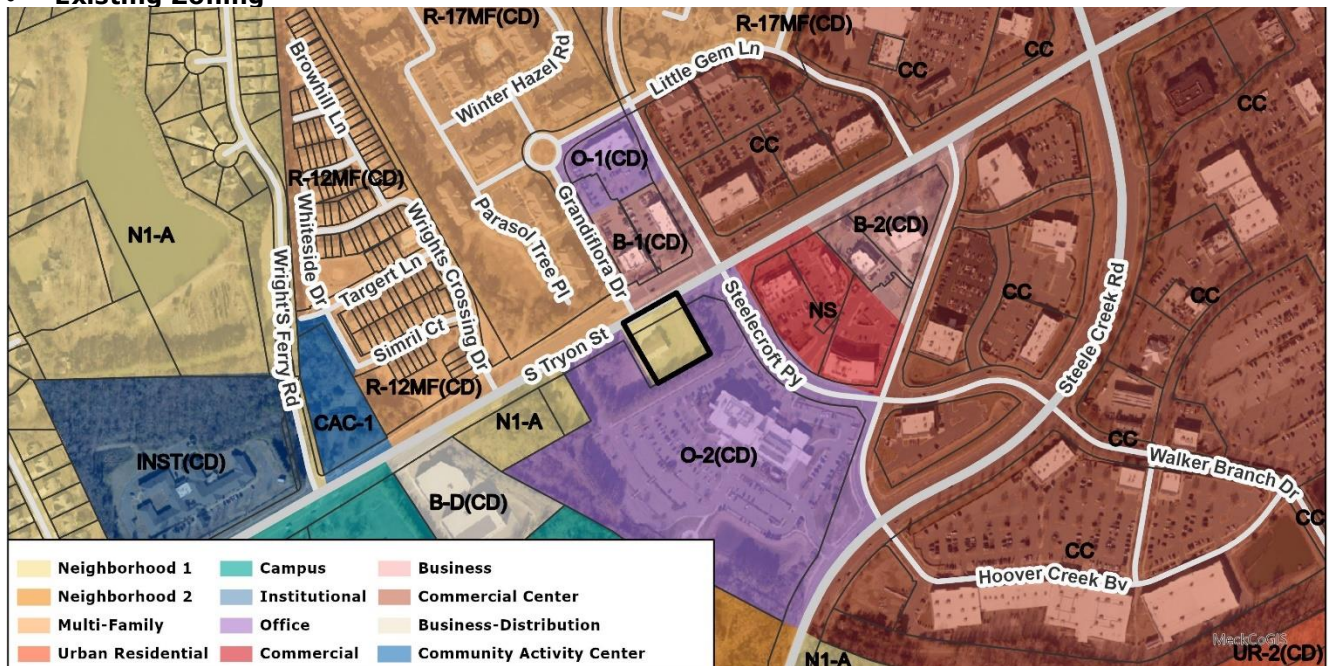 • Existing Zoning
R-17MF(CD)
R-17MF(CD)
CC
CC
Browhill Ln
Winter Hazel Rd
Little Gem Ln
CC
O-1(CD)
R-12MF(CD)
N1-A
Whiteside Dr
Wrights Crossing Dr
Parasol Tree Pl
Grandiflora Dr
B-1(CD)
B-2(CD)
Wright'S Ferry Rd
Targert Ln
Simril Ct
S Tryon St
Steelecroft Py
NS
CC
Steele Creek Rd
CC
R-12MF(CD)
CAC-1
N1-A
INST(CD)
O-2(CD)
B-D(CD)
CC
Walker Branch Dr
CC
CC
Hoover Creek Bv
N1-A
MeckCoGIS
UR-2(CD)
Neighborhood 1
Neighborhood 2
Multi-Family
Urban Residential
Campus
Institutional
Office
Commercial
Business
Commercial Center
Business-Distribution
Community Activity Center